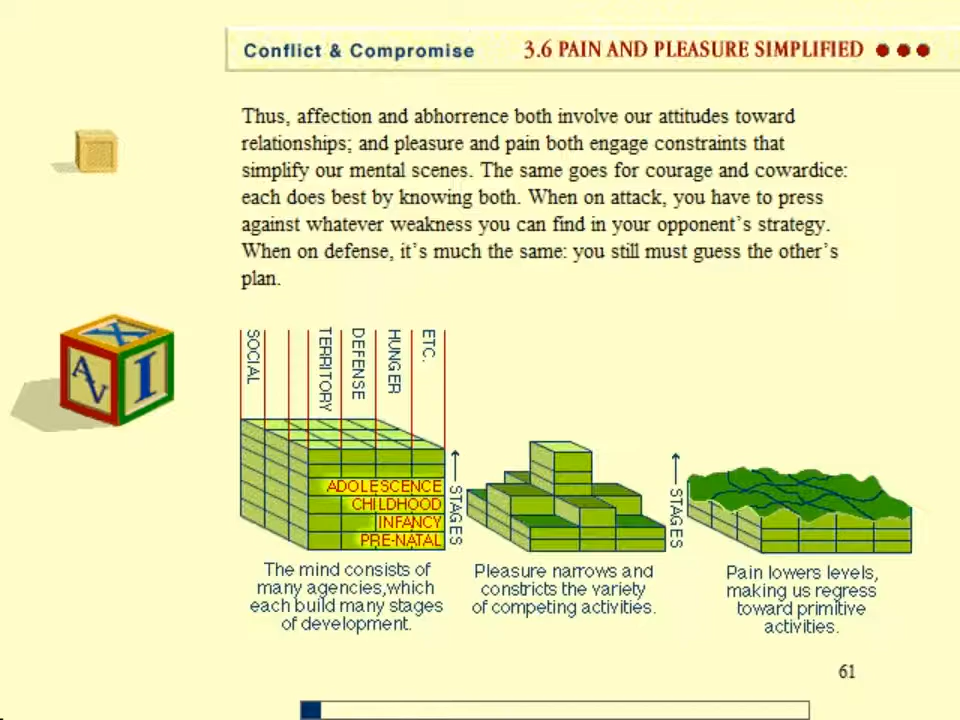 Conflict & Compromise
3.6 PAIN AND PLEASURE SIMPLIFIED
Thus, affection and abhorrence both involve our attitudes toward
relationships; and pleasure and pain both engage constraints that
simplify our mental scenes. The same goes for courage and cowardice:
each does best by knowing both. When on attack, you have to press
against whatever weakness you can find in your opponent's strategy.
When on defense, it's much the same: you still must guess the other's
plan.
X
A V
I
SOCIAL
TERRITORY
DEFENSE
HUNGER
ETC.
ADOLESCENCE
CHILDHOOD
INFANCY
PRE-NATAL
STAGES
STAGES
The mind consists of
many agencies,which
each build many stages
of development.
Pleasure narrows and
constricts the variety
of competing activities.
Pain lowers levels,
making us regress
toward primitive
activities.
61